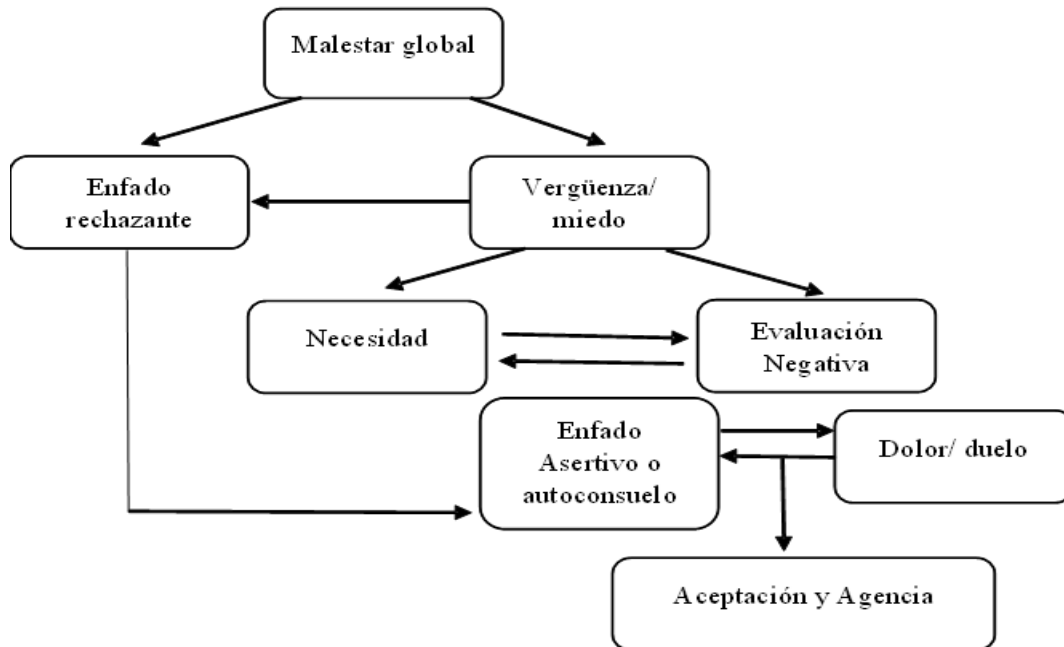 Malestar global
Enfado
rechazante
Vergüenza/
miedo
Necesidad
Evaluación
Negativa
Enfado
Asertivo o
autoconsuelo
Dolor/ duelo
Aceptación y Agencia